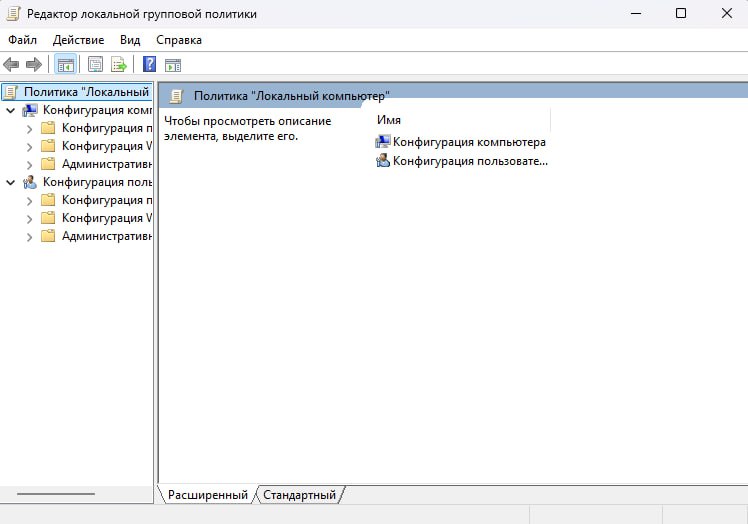 Редактор локальной групповой политики
Файл Действие Вид Справка
Политика "Локальный
Конфигурация комп
Конфигурация п
Конфигурация W
Административн
Конфигурация поль
Конфигурация п
Конфигурация W
Административн
Политика "Локальный компьютер"
Чтобы просмотреть описание
элемента, выделите его.
Имя
Конфигурация компьютера
Конфигурация пользовате...
Расширенный Стандартный